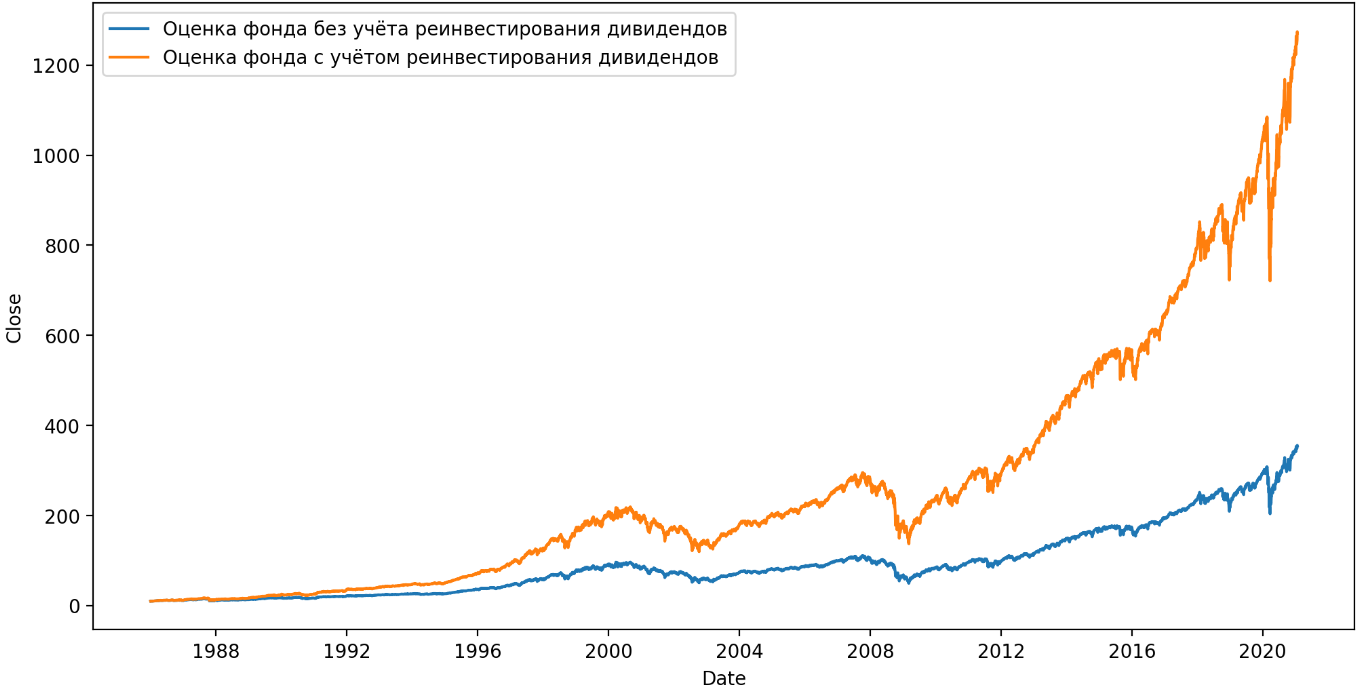 Оценка фонда без учёта реинвестирования дивидендов
Оценка фонда с учётом реинвестирования дивидендов
1200
1000
800
600
400
200
0
Close
1988 1992 1996 2000 2004 2008 2012 2016 2020
Date